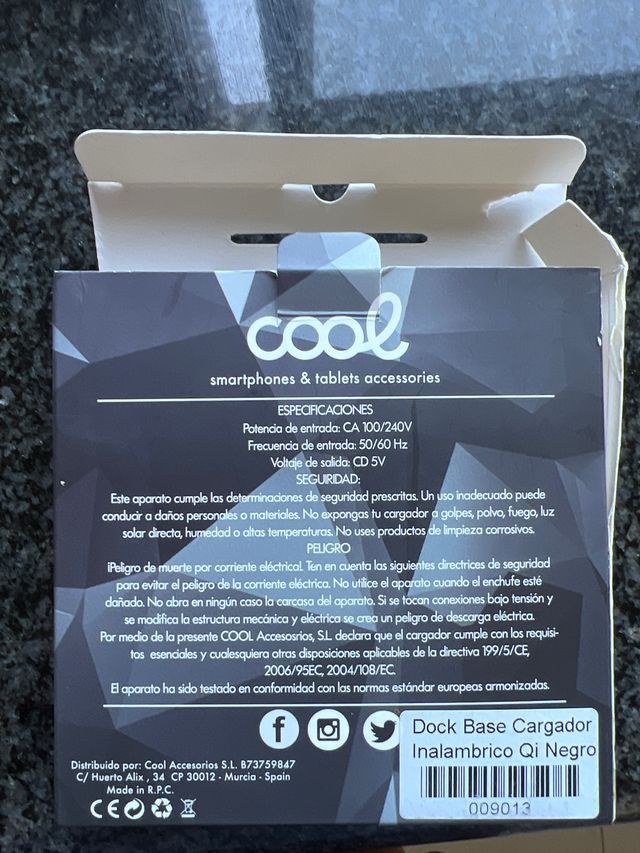 cool
smartphones & tablets accessories
ESPECIFICACIONES
Potencia de entrada: CA 100/240V
Frecuencia de entrada: 50/60 Hz
Voltaje de salida: CD 5V
SEGUIRIDAD:
Este aparato cumple las determinaciones de seguridad prescritas. Un uso inadecuado puede
conducir a daños personales o materiales. No expongas tu cargador a golpes, polvo, fuego, luz
solar directa, humedad o altas temperaturas. No uses productos de limpieza corrosivos.
PELIGRO
¡Peligro de muerte por corriente eléctrica!. Ten en cuenta las siguientes directrices de seguridad
para evitar el peligro de la corriente eléctrica. No utilice el aparato cuando el enchufe esté
dañado. No abra en ningún caso la carcasa del aparato. Si se tocan conexiones bajo tensión y
se modifica la estructura mecánica y eléctrica se crea un peligro de descarga eléctrica.
Por medio de la presente COOL Accesosrios, S.L declara que el cargador cumple con los requisi-
tos esenciales y cualesquiera otras disposiciones aplicables de la directiva 199/5/CE,
2006/95EC, 2004/108/EC.
El aparato ha sido testado en conformidad con las normas estándar europeas armonizadas.
Dock Base Cargador
Inalambrico Qi Negro
009013
Distribuido por: Cool Accesorios S.L. B73759847
C/ Huerto Alix , 34 CP 30012 - Murcia - Spain
Made in R.P.C.
CE